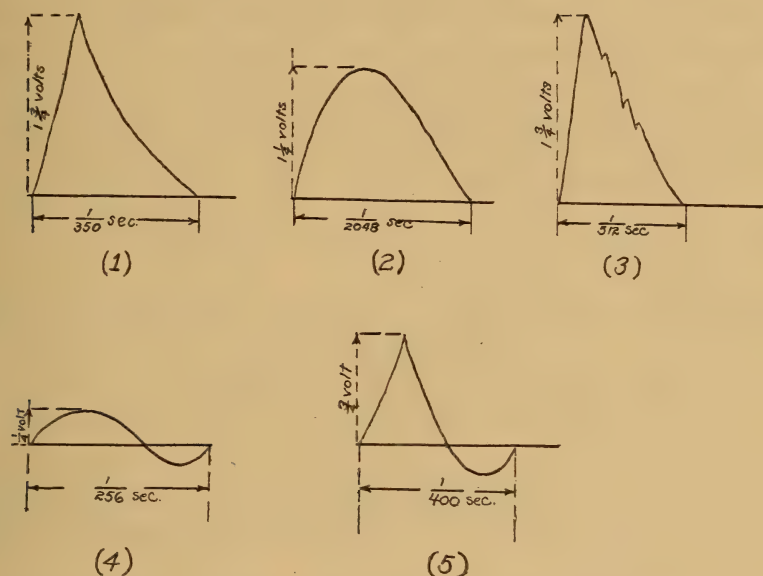 1 3/4 volts
1/350 sec.
(1)
1 1/4 volts
1/2048 sec
(2)
1 3/4 volts
1/512 sec
(3)
1/4 volt
1/256 sec.
(4)
3/4 volt
1/400 sec.
(5)